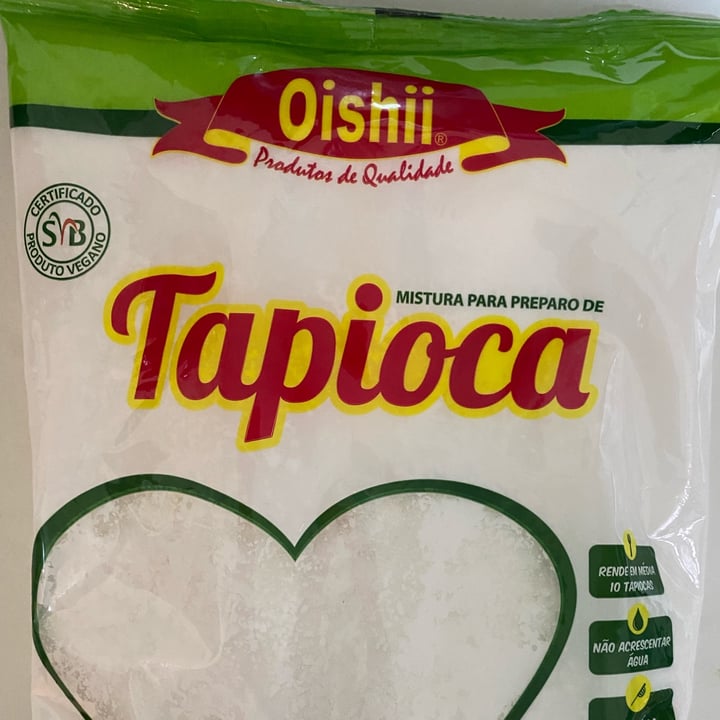 Oishii®
Produtos de Qualidade
CERTIFICADO
SVB
PRODUTO VEGANO
MISTURA PARA PREPARO DE
Tapioca
RENDE EM MÉDIA
10 TAPIOCAS
NÃO ACRESCENTAR
ÁGUA